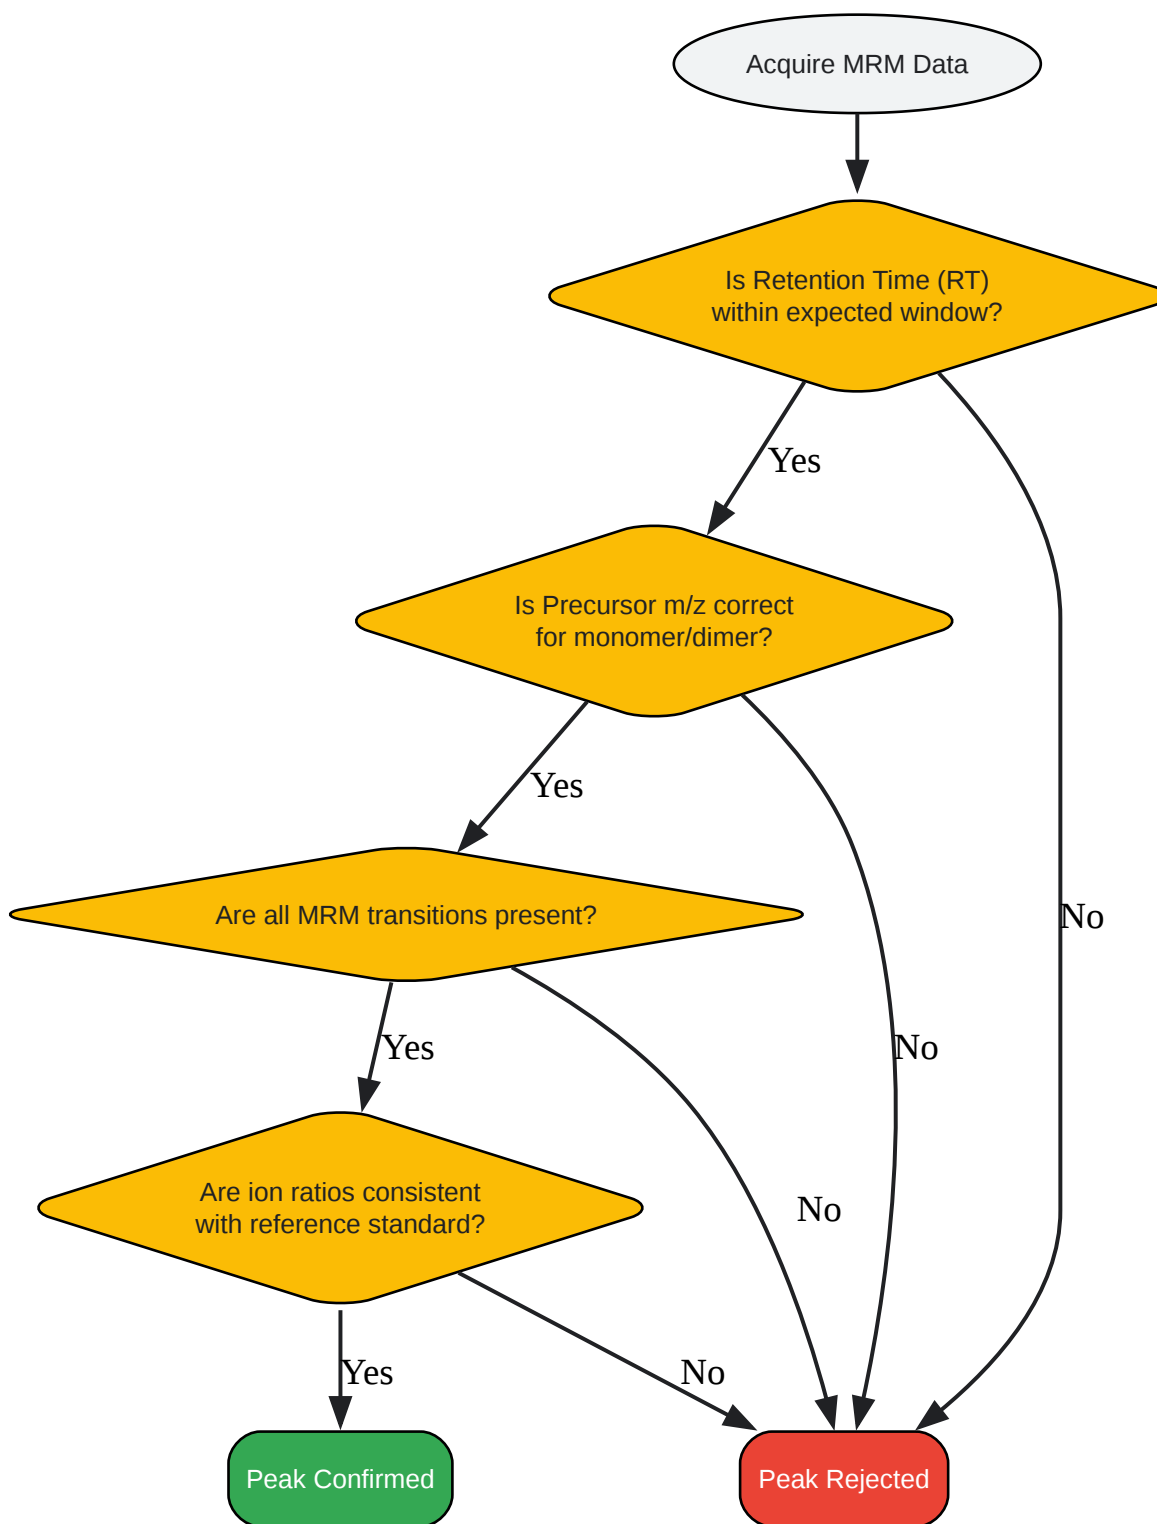 Acquire MRM Data
Is Retention Time (RT)
within expected window?
Yes
Is Precursor m/z correct
for monomer/dimer?
Yes
Are all MRM transitions present?
No
Yes
No
Are ion ratios consistent
with reference standard?
No
Yes
No
Peak Confirmed
Peak Rejected